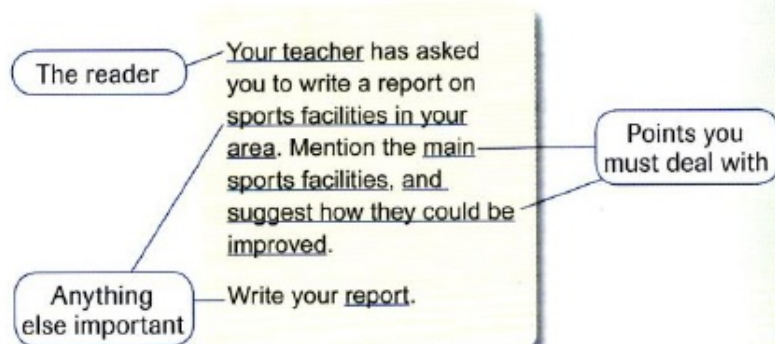 The reader
Your teacher has asked
you to write a report on
sports facilities in your
area. Mention the main
sports facilities, and
suggest how they could be
improved.
Points you
must deal with
Anything
else important
Write your report.